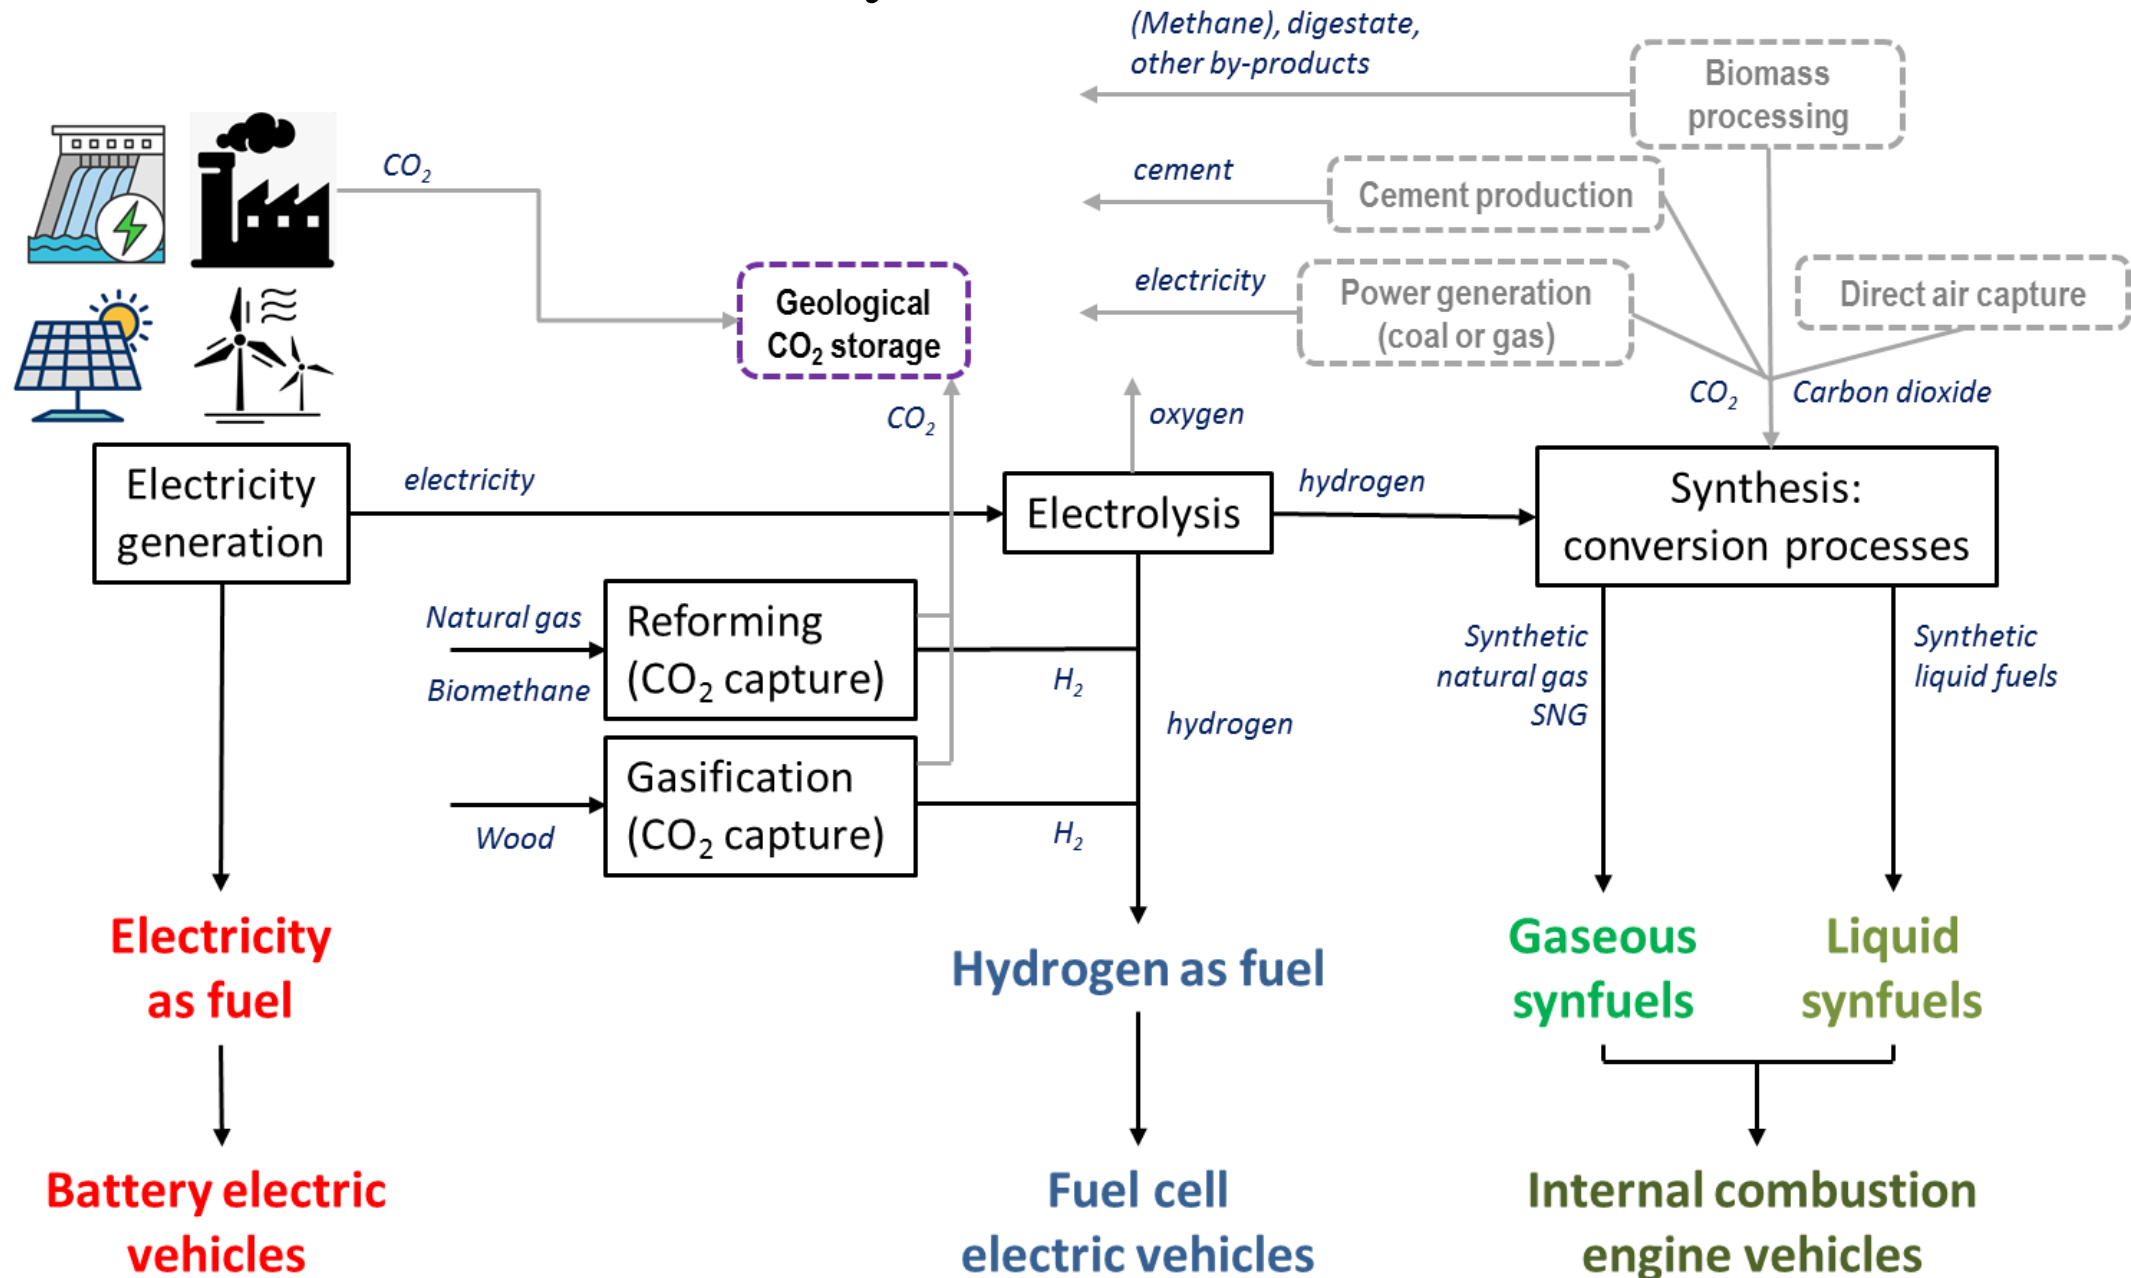 (Methane), digestate,
other by-products
Biomass
processing
CO₂
cement
Cement production
electricity
Power generation
(coal or gas)
Direct air capture
Geological
CO₂ storage
CO₂
oxygen
CO₂
Carbon dioxide
Electricity
generation
electricity
Electrolysis
hydrogen
Synthesis:
conversion processes
Natural gas
Biomethane
Reforming
(CO₂ capture)
H₂
hydrogen
Wood
Gasification
(CO₂ capture)
H₂
Synthetic
natural gas
SNG
Synthetic
liquid fuels
Electricity
as fuel
Hydrogen as fuel
Gaseous
synfuels
Liquid
synfuels
Battery electric
vehicles
Fuel cell
electric vehicles
Internal combustion
engine vehicles